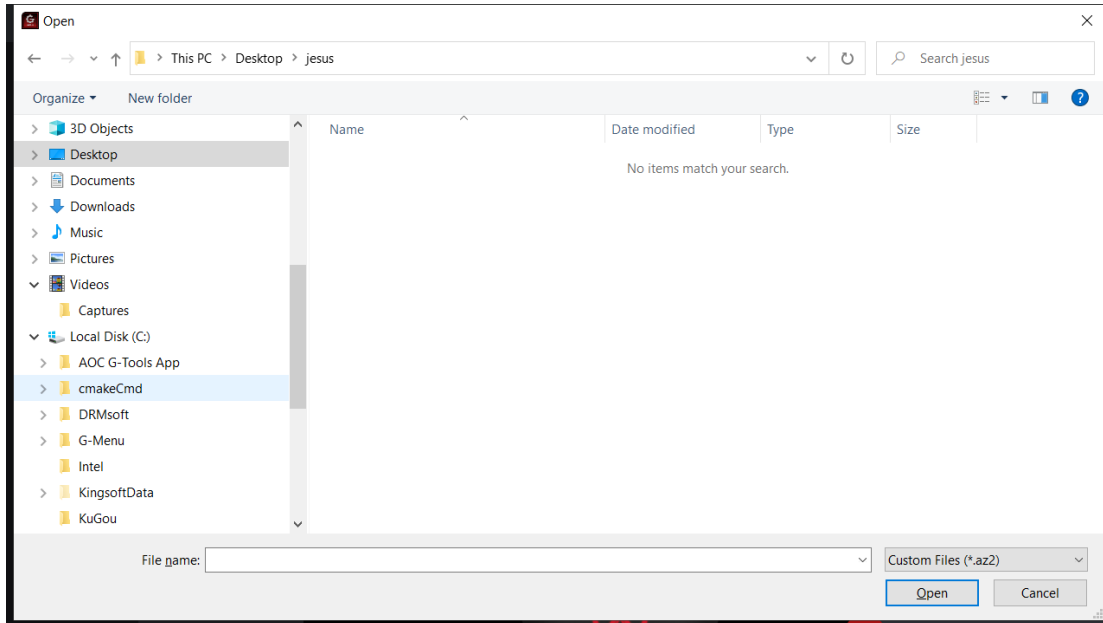 Open
This PC > Desktop > jesus
Search jesus
Organize
New folder
3D Objects
Desktop
Documents
Downloads
Music
Pictures
Videos
Captures
Local Disk (C:)
AOC G-Tools App
cmakeCmd
DRMsoft
G-Menu
Intel
KingsoftData
KuGou
Name
Date modified
Type
Size
No items match your search.
File name:
Custom Files (*.az2)
Open
Cancel